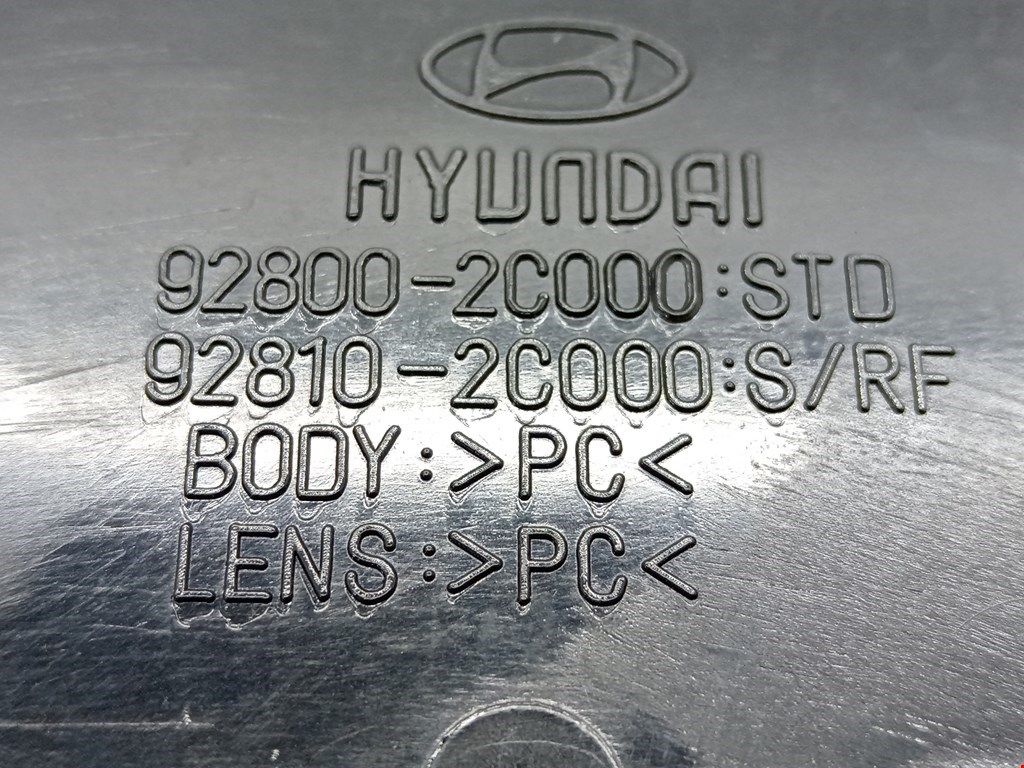 HYUNDAI
92800-2C000:STD
92810-2C000:S/RF
BODY:>PC<
LENS:>PC<